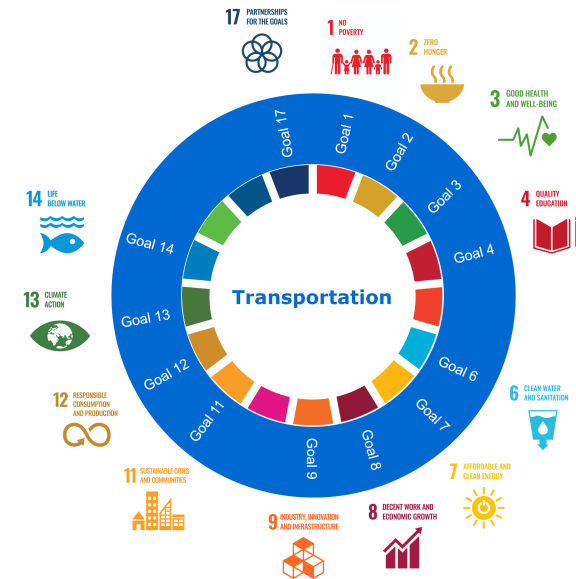 17 PARTNERSHIPS
FOR THE GOALS
1 NO
POVERTY
2 ZERO
HUNGER
3 GOOD HEALTH
AND WELL-BEING
4 QUALITY
EDUCATION
6 CLEAN WATER
AND SANITATION
7 AFFORDABLE AND
CLEAN ENERGY
8 DECENT WORK AND
ECONOMIC GROWTH
9 INDUSTRY, INNOVATION
AND INFRASTRUCTURE
11 SUSTAINABLE CITIES
AND COMMUNITIES
12 RESPONSIBLE
CONSUMPTION
AND PRODUCTION
13 CLIMATE
ACTION
14 LIFE
BELOW WATER
Goal 17
Goal 1
Goal 2
Goal 3
Goal 4
Goal 6
Goal 7
Goal 8
Goal 9
Goal 11
Goal 12
Goal 13
Goal 14
Transportation